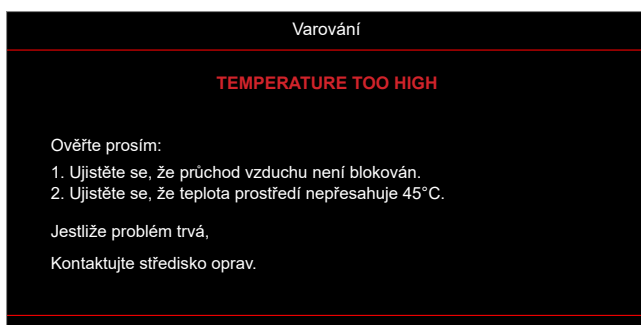 Varování
TEMPERATURE TOO HIGH
Ověřte prosím:
1. Ujistěte se, že průchod vzduchu není blokován.
2. Ujistěte se, že teplota prostředí nepřesahuje 45°C.
Jestliže problém trvá,
Kontaktujte středisko oprav.